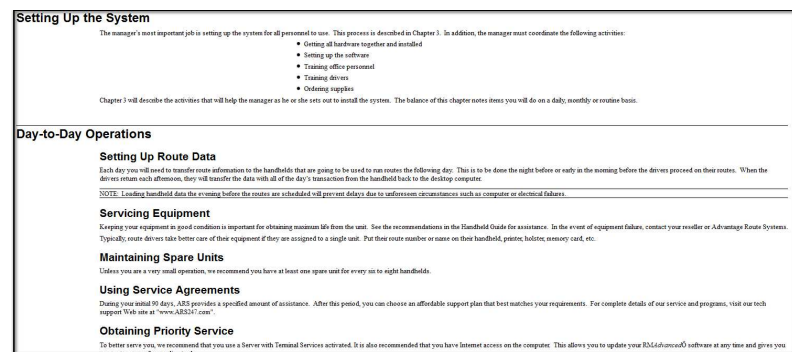 Setting Up the System
The manager's most important job is setting up the system for all personnel to use. This process is described in Chapter 3. In addition, the manager must coordinate the following activities:
● Getting all hardware together and installed
● Setting up the software
● Training office personnel
● Training drivers
● Ordering supplies
Chapter 3 will describe the activities that will help the manager as he or she sets out to install the system. The balance of this chapter notes items you will do on a daily, monthly or routine basis.
Day-to-Day Operations
Setting Up Route Data
Each day you will need to transfer route information to the handhelds that are going to be used to run routes the following day. This is to be done the night before or early in the morning before the drivers proceed on their routes. When the
drivers return each afternoon, they will transfer the data with all of the day's transaction from the handheld back to the desktop computer.
NOTE: Loading handheld data the evening before the routes are scheduled will prevent delays due to unforeseen circumstances such as computer or electrical failures.
Servicing Equipment
Keeping your equipment in good condition is important for obtaining maximum life from the unit. See the recommendations in the Handheld Guide for assistance. In the event of equipment failure, contact your reseller or Advantage Route Systems.
Typically, route drivers take better care of their equipment if they are assigned to a single unit. Put their route number or name on their handheld, printer, holster, memory card, etc.
Maintaining Spare Units
Unless you are a very small operation, we recommend you have at least one spare unit for every six to eight handhelds.
Using Service Agreements
During your initial 90 days, ARS provides a specified amount of assistance. After this period, you can choose an affordable support plan that best matches your requirements. For complete details of our service and programs, visit our tech
support Web site at "www.ARS247.com".
Obtaining Priority Service
To better serve you, we recommend that you use a Server with Terminal Services activated. It is also recommended that you have Internet access on the computer. This allows you to update your RMAdvancedÕ software at any time and gives you